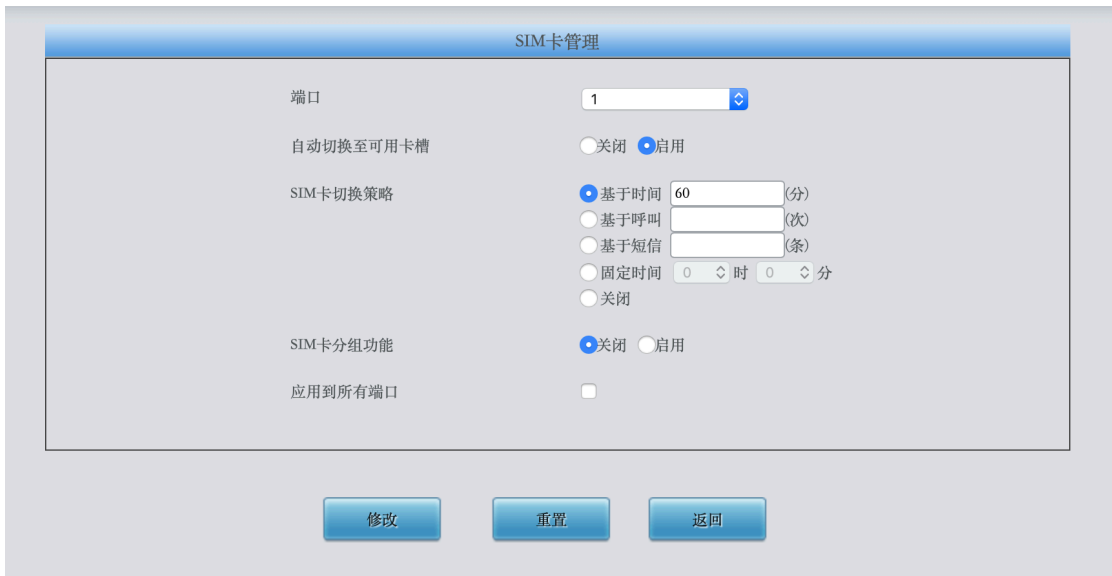 SIM卡管理
端口 1
自动切换至可用卡槽 关闭 启用
SIM卡切换策略 基于时间 60 (分)
基于呼叫 (次)
基于短信 (条)
固定时间 0 时 0 分
关闭
SIM卡分组功能 关闭 启用
应用到所有端口
修改 重置 返回